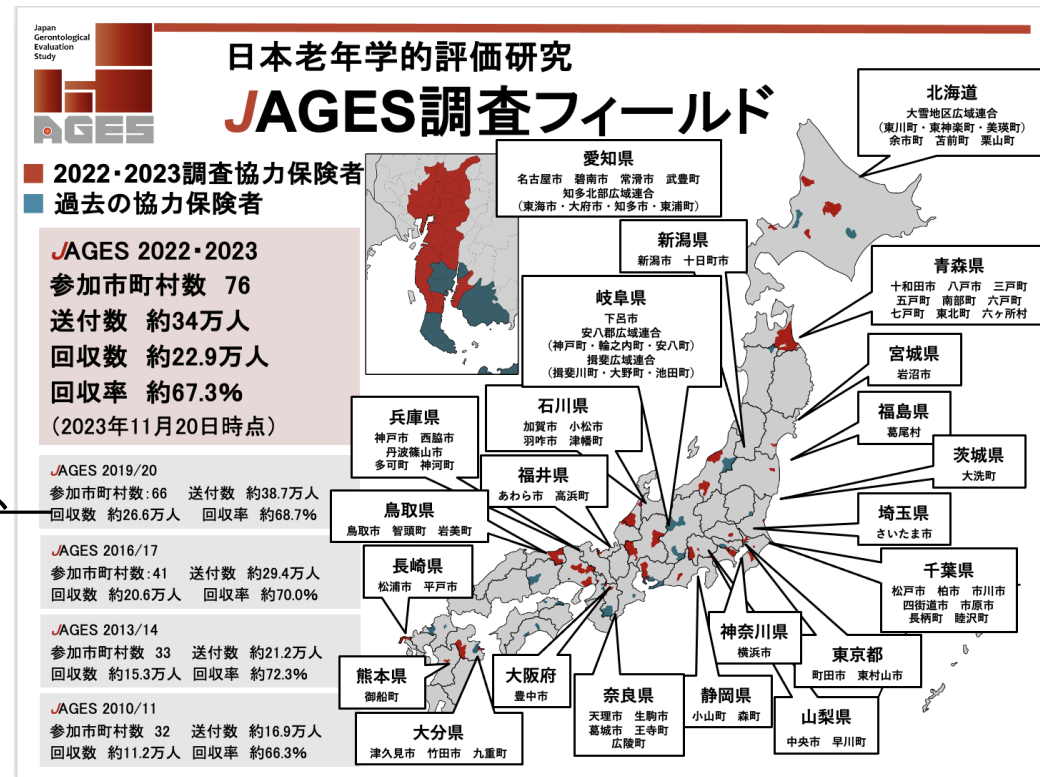 Japan
Gerontological
Evaluation
Study
AGES
日本老年学的評価研究
JAGES調査フィールド
2022・2023調査協力保険者
過去の協力保険者
JAGES 2022・2023
参加市町村数 76
送付数 約34万人
回収数 約22.9万人
回収率 約67.3%
(2023年11月20日時点)
JAGES 2019/20
参加市町村数:66 送付数 約38.7万人
回収数 約26.6万人 回収率 約68.7%
JAGES 2016/17
参加市町村数:41 送付数 約29.4万人
回収数 約20.6万人 回収率 約70.0%
JAGES 2013/14
参加市町村数 33 送付数 約21.2万人
回収数 約15.3万人 回収率 約72.3%
JAGES 2010/11
参加市町村数 32 送付数 約16.9万人
回収数 約11.2万人 回収率 約66.3%
北海道
大雪地区広域連合
(東川町・東神楽町・美瑛町)
余市町 苫前町 栗山町
愛知県
名古屋市 碧南市 常滑市 武豊町
知多北部広域連合
(東海市・大府市・知多市・東浦町)
新潟県
新潟市 十日町市
青森県
十和田市 八戸市 三戸町
五戸町 南部町 六戸町
七戸町 東北町 六ヶ所村
岐阜県
下呂市
安八郡広域連合
(神戸町・輪之内町・安八町)
揖斐広域連合
(揖斐川町・大野町・池田町)
宮城県
岩沼市
福島県
葛尾村
茨城県
大洗町
石川県
加賀市 小松市
羽咋市 津幡町
兵庫県
神戸市 西脇市
丹波篠山市
多可町 神河町
福井県
あわら市 高浜町
鳥取県
鳥取市 智頭町 岩美町
埼玉県
さいたま市
長崎県
松浦市 平戸市
千葉県
松戸市 柏市 市川市
四街道市 市原市
長柄町 睦沢町
神奈川県
横浜市
東京都
町田市 東村山市
熊本県
御船町
大阪府
豊中市
奈良県
天理市 生駒市
葛城市 王寺町
広陵町
静岡県
小山町 森町
山梨県
中央市 早川町
大分県
津久見市 竹田市 九重町